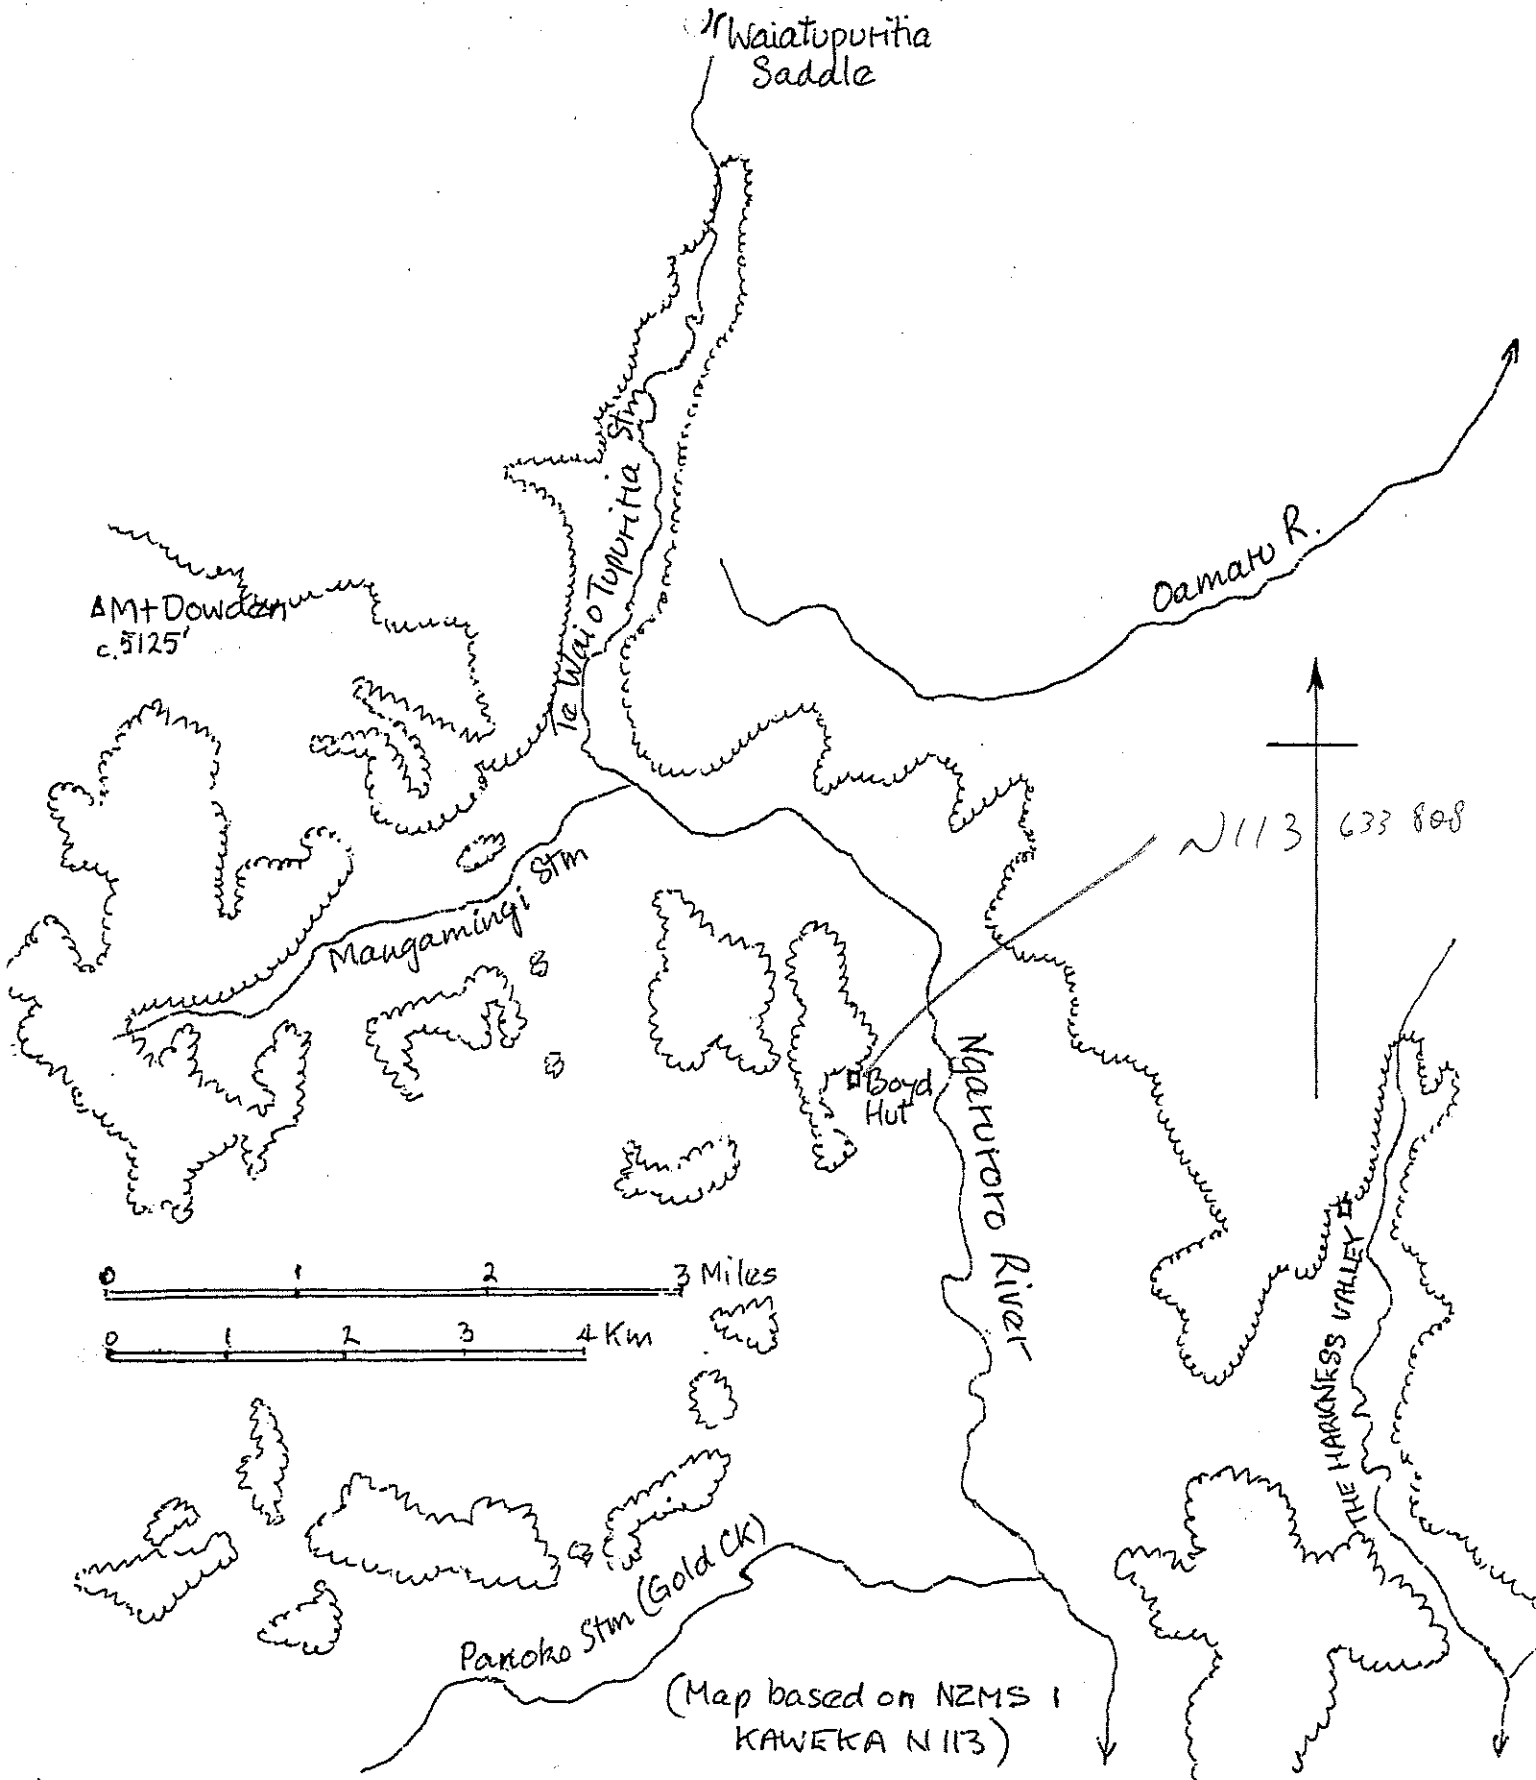 Waiatupuritia
Saddle
Te Wai o Tupuritia Stm
Oamaru R.
Mt Dowden
c.5125'
N113 633 808
Mangamingi Stm
Boyd
Hut
Ngaruroro River
THE HARKNESS VALLEY
0 1 2 3 Miles
0 1 2 3 4 Km
Panoko Stm (Gold Ck)
(Map based on NZMS 1
KAWEKA N113)